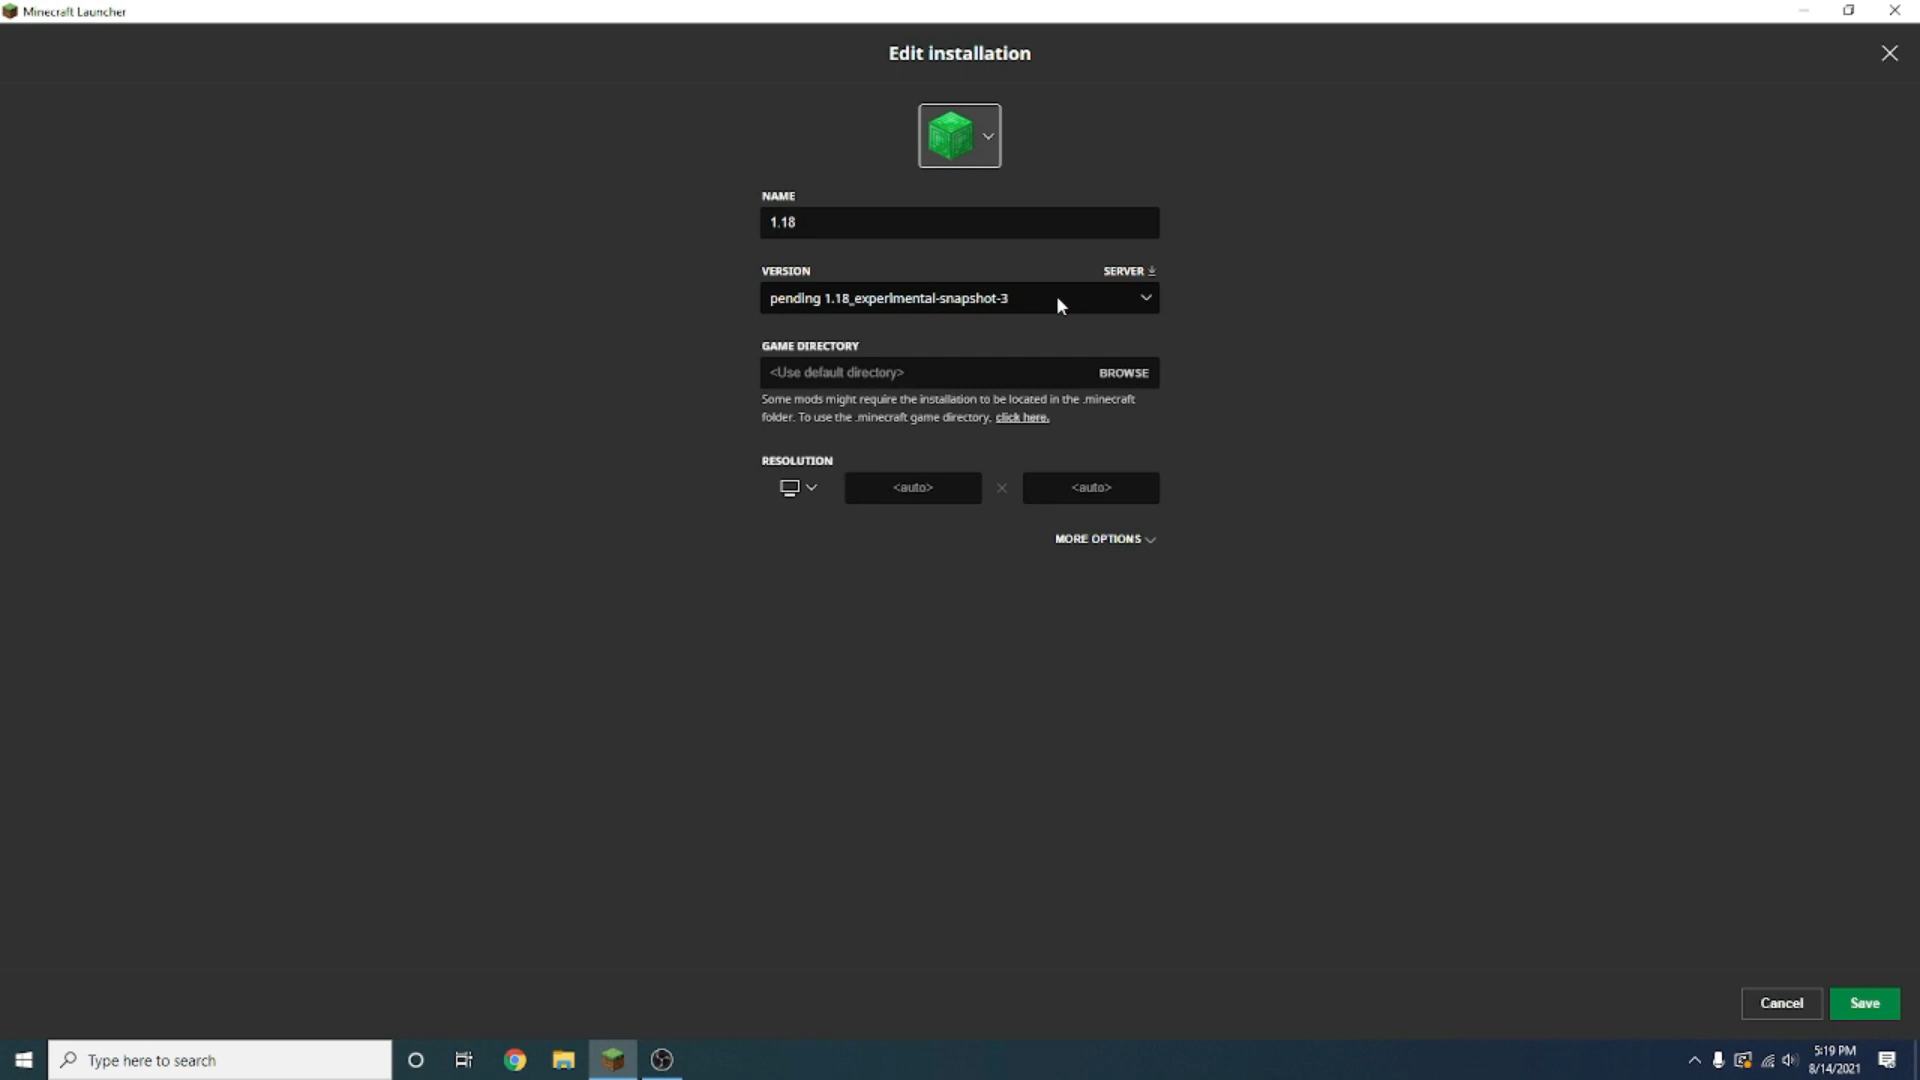 Minecraft Launcher
Edit installation
NAME
1.18
VERSION
SERVER
pending 1.18_experimental-snapshot-3
GAME DIRECTORY
<Use default directory>
BROWSE
Some mods might require the installation to be located in the .minecraft
folder. To use the .minecraft game directory, click here.
RESOLUTION
<auto>
<auto>
MORE OPTIONS
Cancel
Save
Type here to search
5:19 PM
8/14/2021